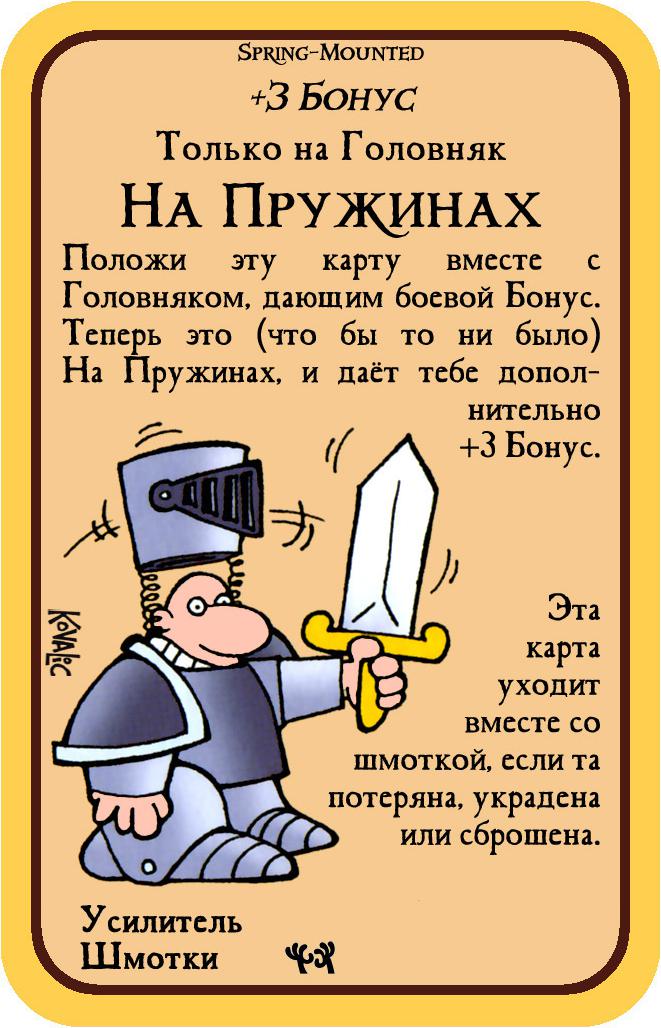 Spring-Mounted
+3 Бонус
Только на Головняк
На Пружинах
Положи эту карту вместе с
Головняком, дающим боевой Бонус.
Теперь это (что бы то ни было)
На Пружинах, и даёт тебе допол-
нительно
+3 Бонус.
Kovalic
Эта
карта
уходит
вместе со
шмоткой, если та
потеряна, украдена
или сброшена.
Усилитель
Шмотки